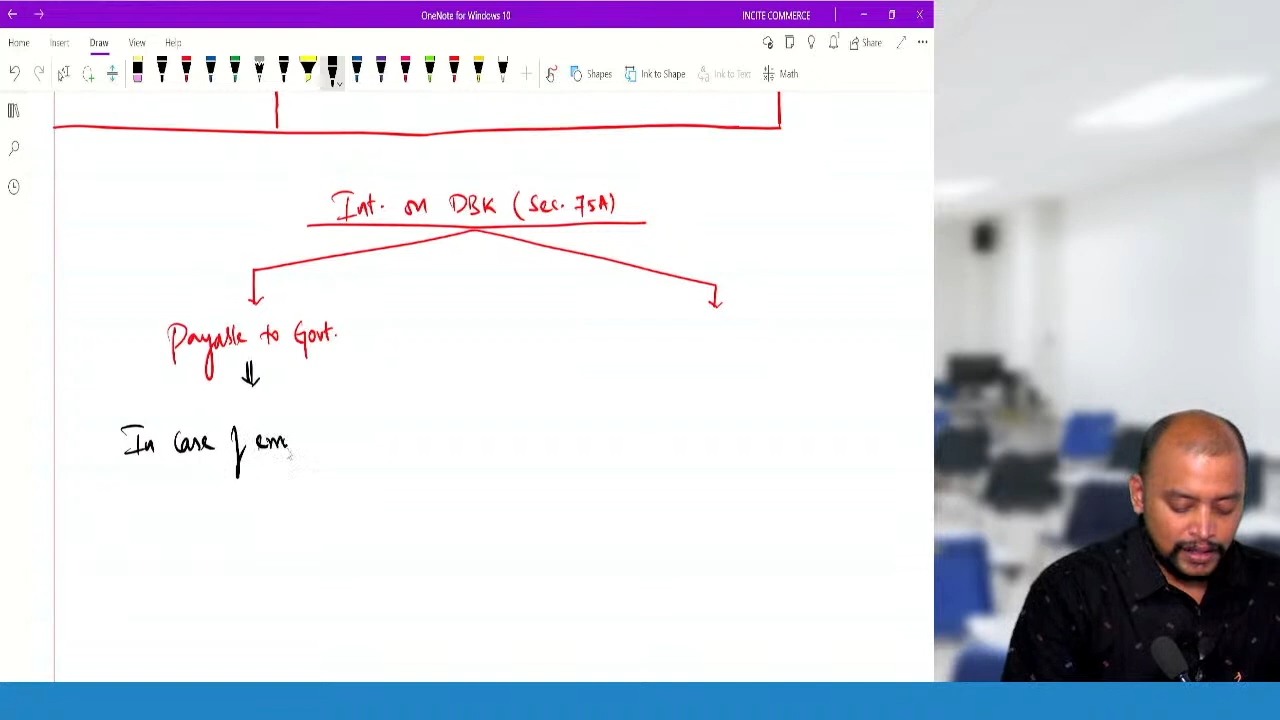 OneNote for Windows 10
INCITE COMMERCE
Home Insert Draw View Help
Share
Shapes
Ink to Shape
Ink to Text
Math
Int. on DBK (Sec. 75A)
Payable to Govt.
In case of